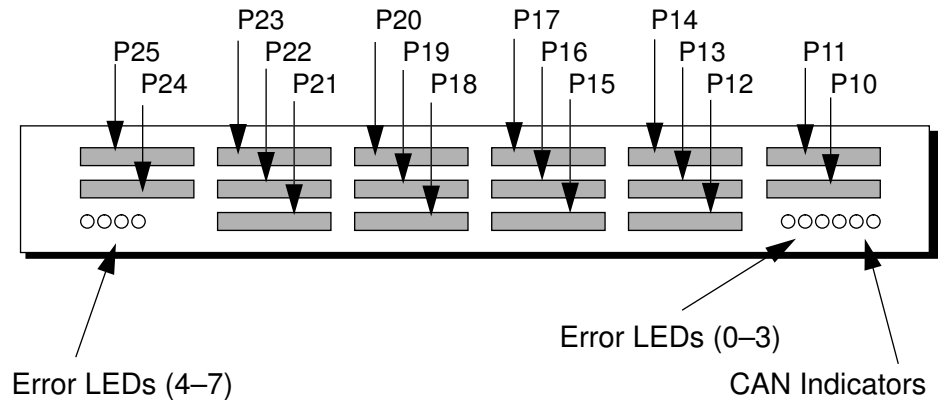 P23 P20 P17 P14
P25 P22 P19 P16 P13 P11
P24 P21 P18 P15 P12 P10
Error LEDs (0–3)
Error LEDs (4–7) CAN Indicators